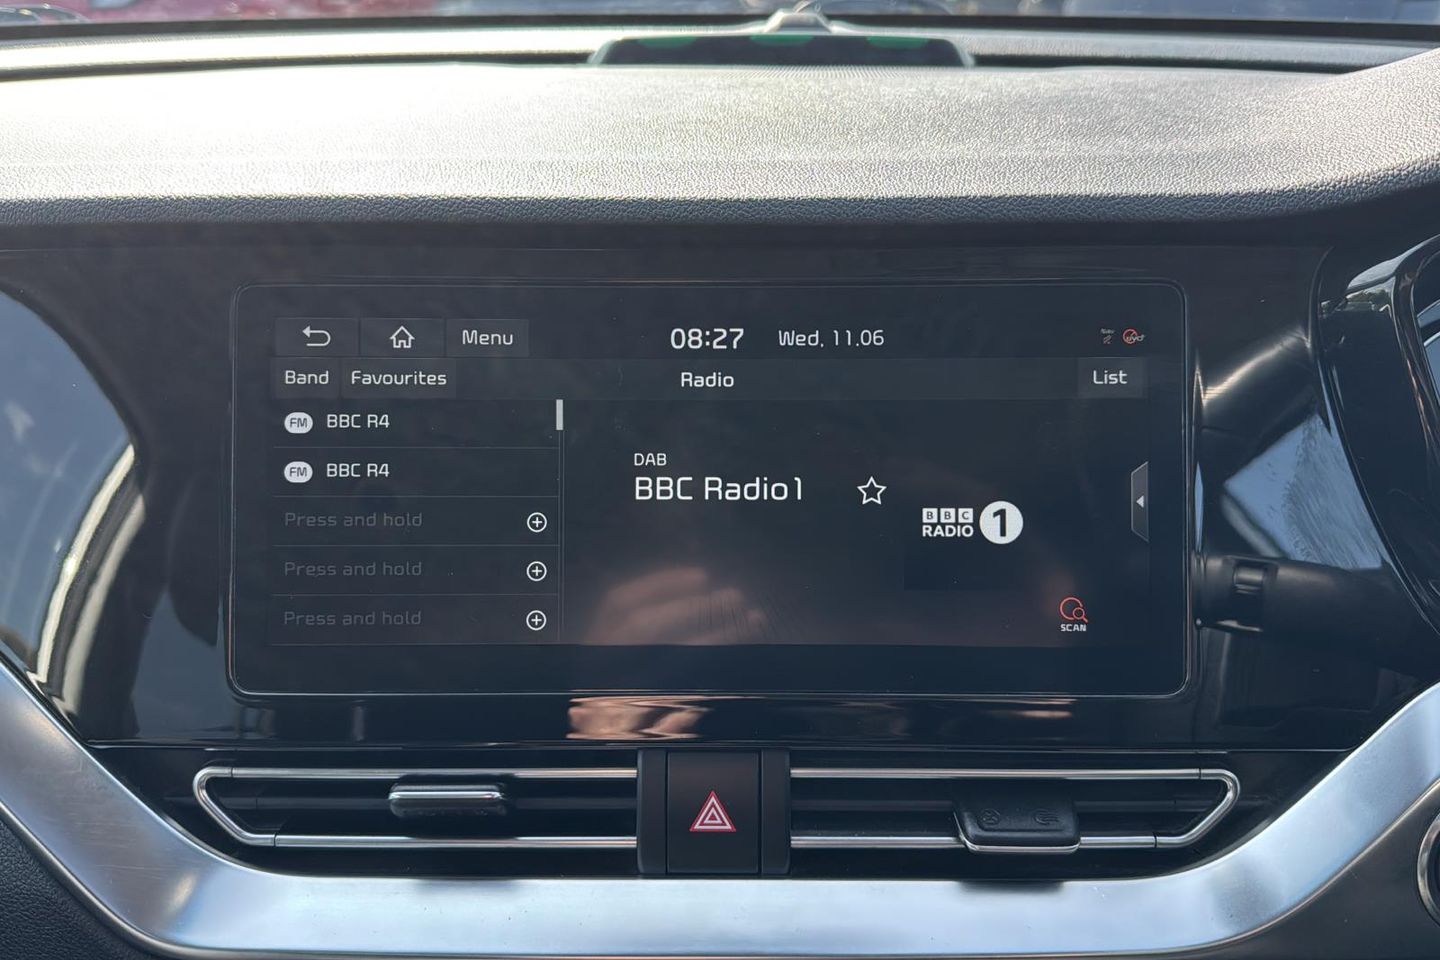 Menu 08:27 Wed, 11.06
Band Favourites Radio List
FM BBC R4
FM BBC R4
Press and hold
Press and hold
Press and hold
DAB
BBC Radio1
BBC
RADIO 1
SCAN